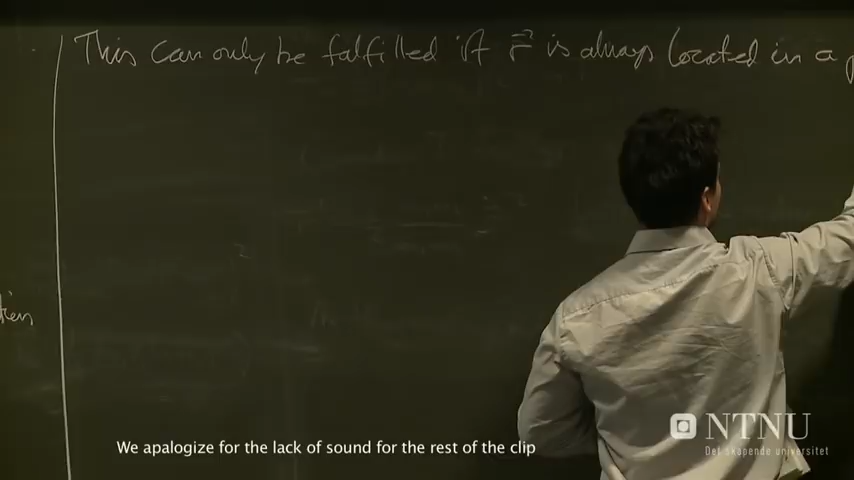 This can only be falfilled if r⃗ is always located in a p
We apalogize for the lack of sound for the rest of the clip
NTNU
Det skapende universitet